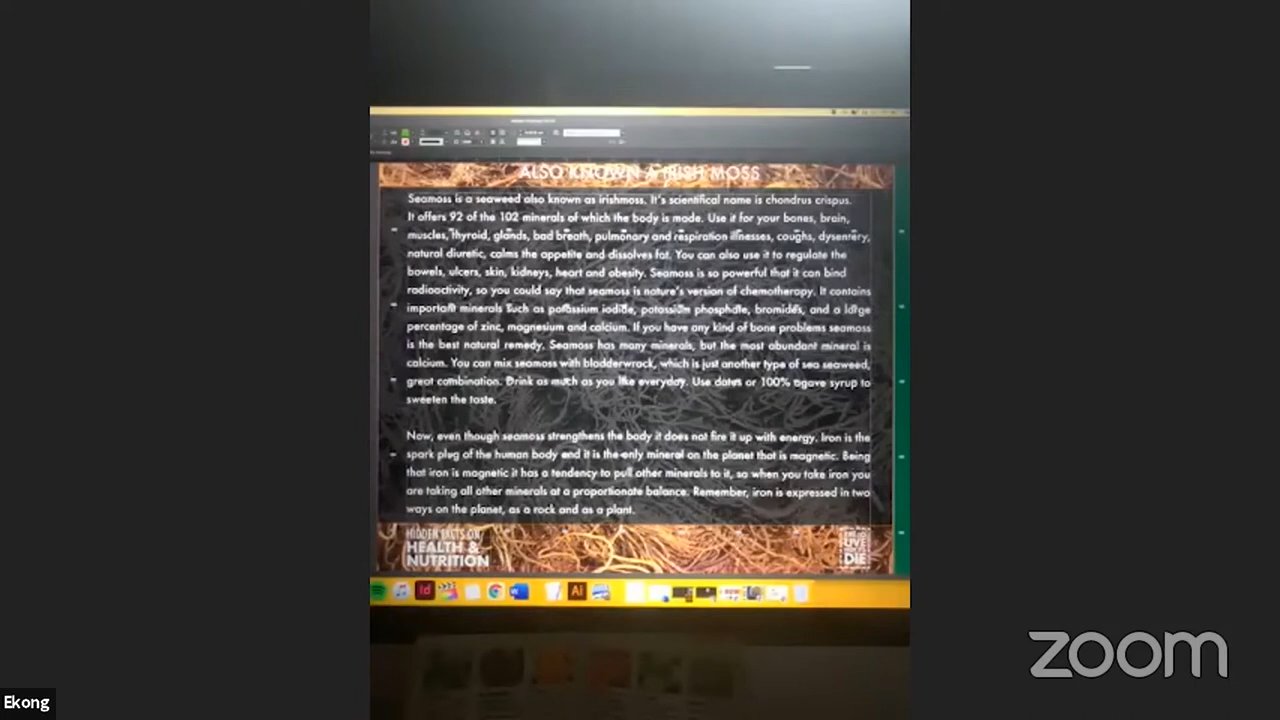 ALSO KNOWN A IRISH MOSS
Seamoss is a seaweed also known as irishmoss. It's scientifical name is chondrus crispus.
It offers 92 of the 102 minerals of which the body is made. Use it for your bones, brain,
muscles, thyroid, glands, bad breath, pulmonary and respiration illnesses, coughs, dysentery,
natural diuretic, calms the appetite and dissolves fat. You can also use it to regulate the
bowels, ulcers, skin, kidneys, heart and obesity. Seamoss is so powerful that it can bind
radioactivity, so you could say that seamoss is nature's version of chemotherapy. It contains
important minerals such as potassium iodide, potassium phosphate, bromides, and a large
percentage of zinc, magnesium and calcium. If you have any kind of bone problems seamoss
is the best natural remedy. Seamoss has many minerals, but the most abundant mineral is
calcium. You can mix seamoss with bladderwrack, which is just another type of sea seaweed,
great combination. Drink as much as you like everyday. Use dates or 100% agave syrup to
sweeten the taste.
Now, even though seamoss strengthens the body it does not fire it up with energy. Iron is the
spark plug of the human body and it is the only mineral on the planet that is magnetic. Being
that iron is magnetic it has a tendency to pull other minerals to it, so when you take iron you
are taking all other minerals at a proportionate balance. Remember, iron is expressed in two
ways on the planet, as a rock and as a plant.
HIDDEN FACTS ON
HEALTH &
NUTRITION
DIE
Id
Ai
zoom
Ekong